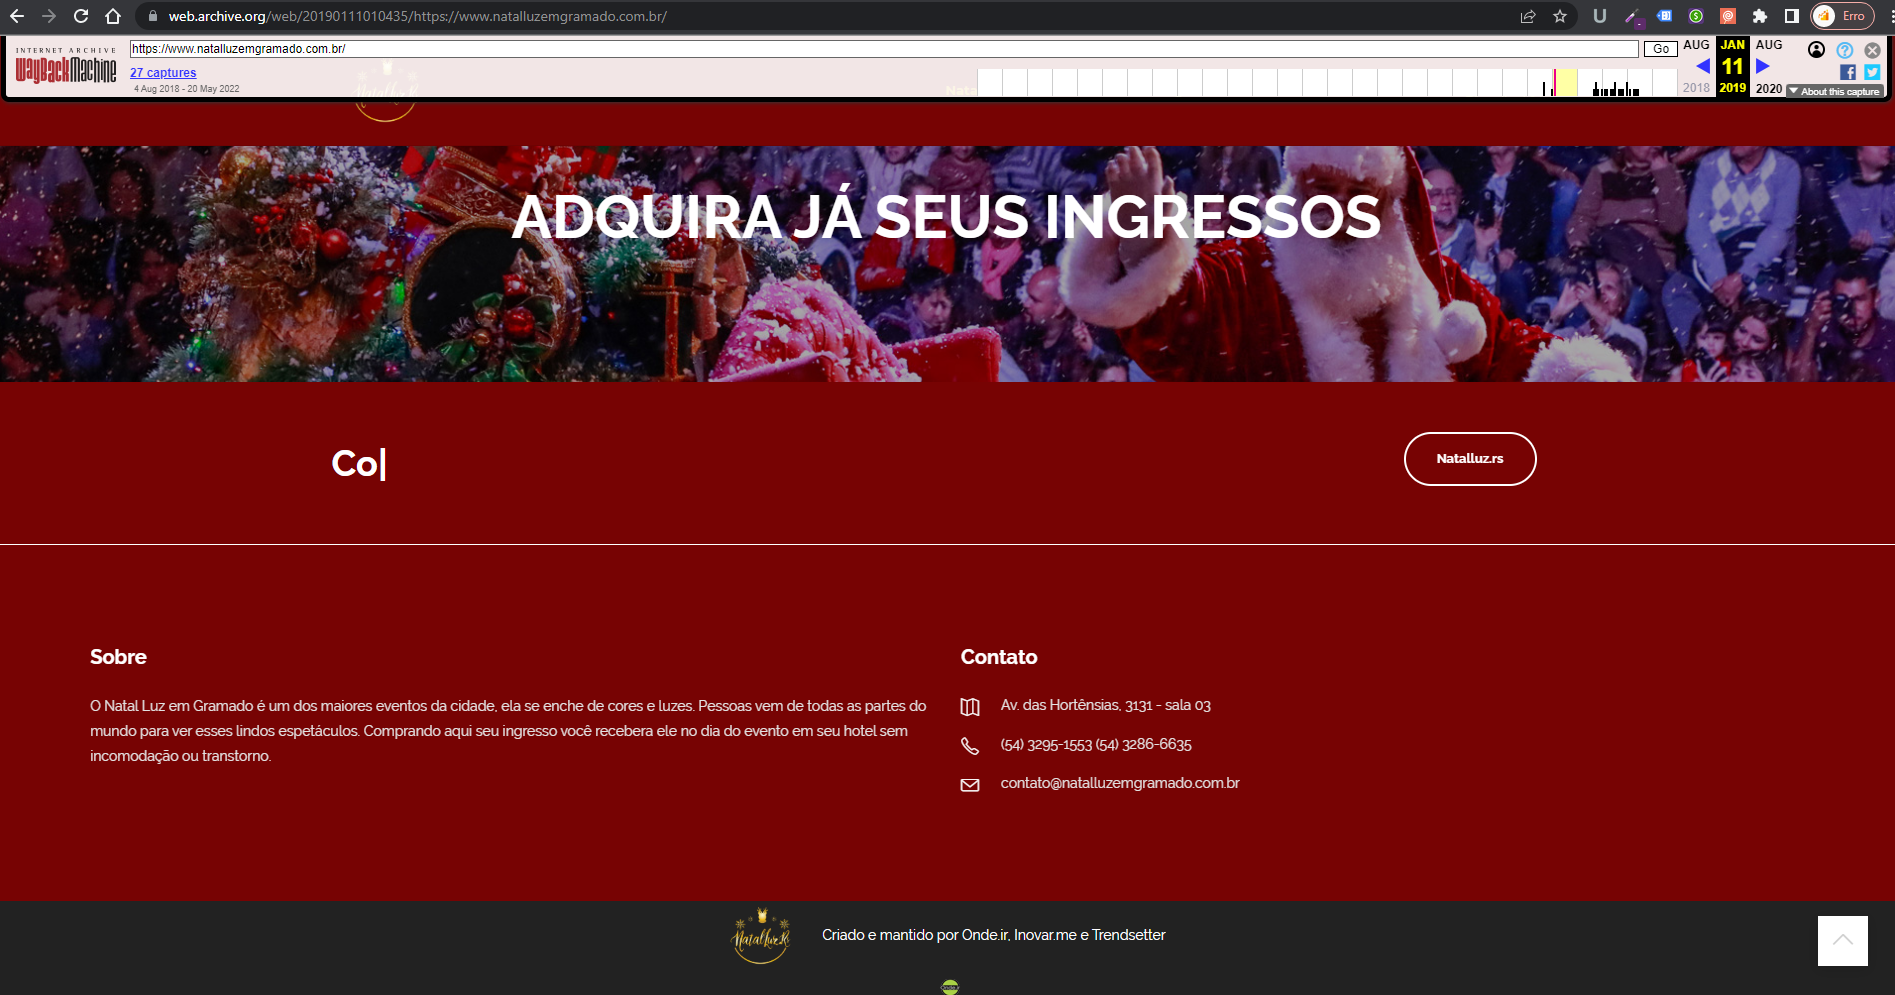 web.archive.org/web/20190111010435/https://www.natalluzemgramado.com.br/
Erro
INTERNET ARCHIVE
WayBackMachine
https://www.natalluzemgramado.com.br/
Go
27 captures
4 Aug 2018 - 20 May 2022
AUG JAN AUG
11
2018 2019 2020
About this capture
Nata
ADQUIRA JÁ SEUS INGRESSOS
Co|
Natalluz.rs
Sobre
O Natal Luz em Gramado é um dos maiores eventos da cidade, ela se enche de cores e luzes. Pessoas vem de todas as partes do
mundo para ver esses lindos espetáculos. Comprando aqui seu ingresso você recebera ele no dia do evento em seu hotel sem
incomodação ou transtorno.
Contato
Av. das Hortênsias, 3131 - sala 03
(54) 3295-1553 (54) 3286-6635
contato@natalluzemgramado.com.br
Criado e mantido por Onde.ir, Inovar.me e Trendsetter